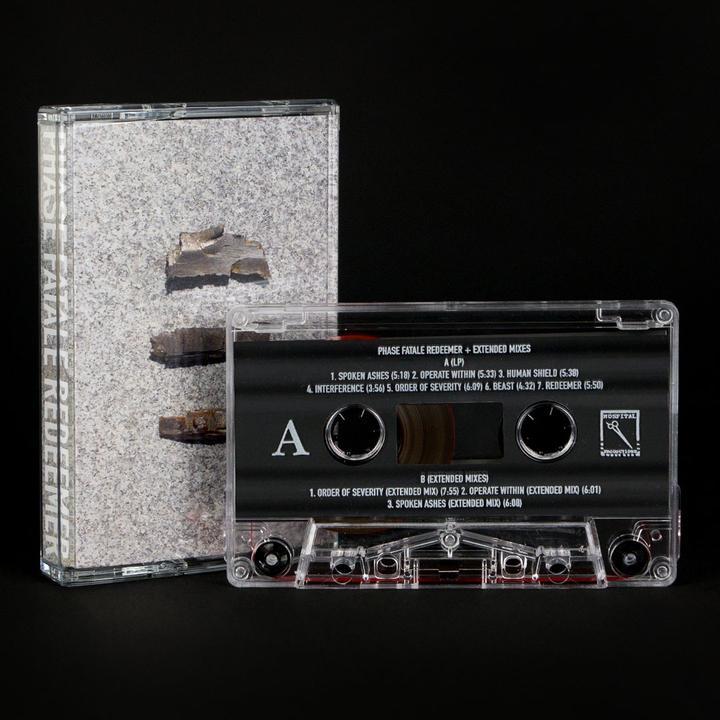 PHASE FATALE REDEEMER
PHASE FATALE REDEEMER + EXTENDED MIXES
A (LP)
1. SPOKEN ASHES (5:18) 2. OPERATE WITHIN (5:33) 3. HUMAN SHIELD (5:38)
4. INTERFERENCE (3:56) 5. ORDER OF SEVERITY (6:09) 6. BEAST (4:32) 7. REDEEMER (5:50)
A
HOSPITAL
PRODUCTIONS
B (EXTENDED MIXES)
1. ORDER OF SEVERITY (EXTENDED MIX) (7:55) 2. OPERATE WITHIN (EXTENDED MIX) (6:01)
3. SPOKEN ASHES (EXTENDED MIX) (6:08)